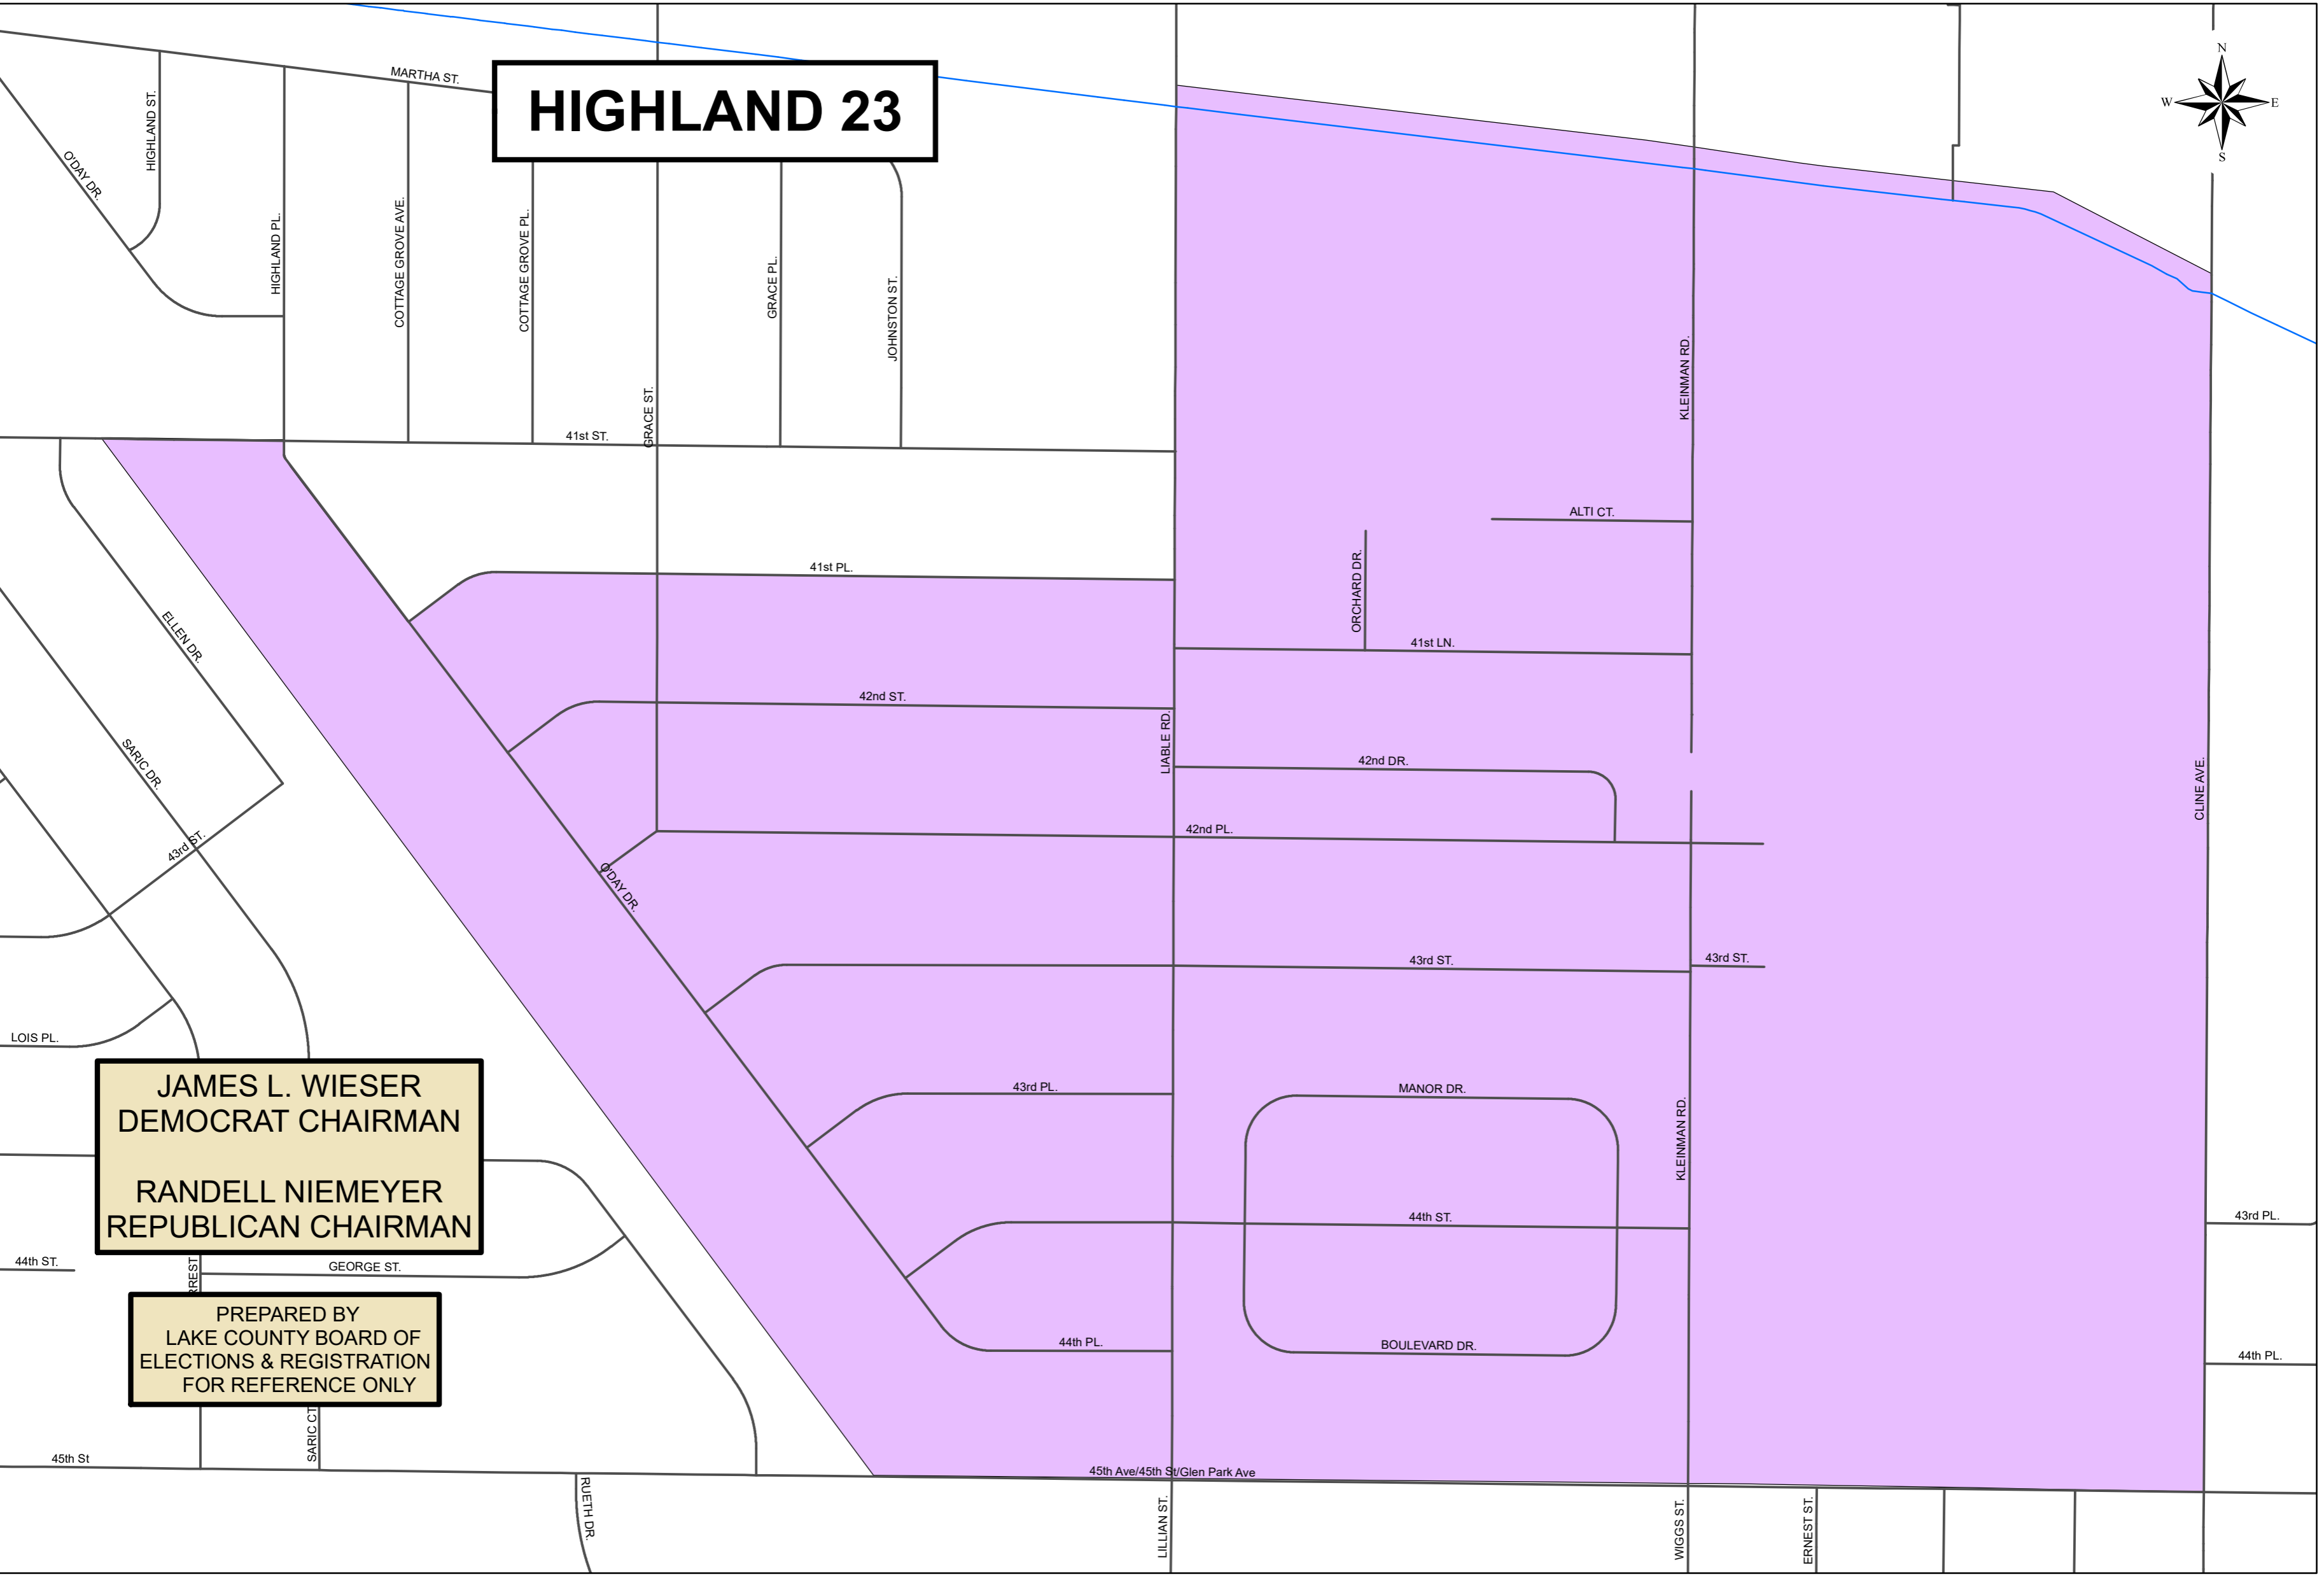 N
W E
S
HIGHLAND 23
MARTHA ST.
HIGHLAND ST.
O'DAY DR.
HIGHLAND PL.
COTTAGE GROVE AVE.
COTTAGE GROVE PL.
GRACE ST.
GRACE PL.
JOHNSTON ST.
KLEINMAN RD.
41st ST.
ALTI CT.
41st PL.
ORCHARD DR.
41st LN.
ELLEN DR.
42nd ST.
LIABLE RD.
SARIC DR.
42nd DR.
CLINE AVE.
42nd PL.
43rd ST.
O'DAY DR.
43rd ST.
43rd ST.
LOIS PL.
43rd PL.
MANOR DR.
KLEINMAN RD.
JAMES L. WIESER
DEMOCRAT CHAIRMAN
RANDELL NIEMEYER
REPUBLICAN CHAIRMAN
44th ST.
43rd PL.
44th ST.
RREST
GEORGE ST.
PREPARED BY
LAKE COUNTY BOARD OF
ELECTIONS & REGISTRATION
FOR REFERENCE ONLY
44th PL.
BOULEVARD DR.
44th PL.
SARIC CT
45th St
45th Ave/45th St/Glen Park Ave
RUETH DR.
LILLIAN ST.
WIGGS ST.
ERNEST ST.